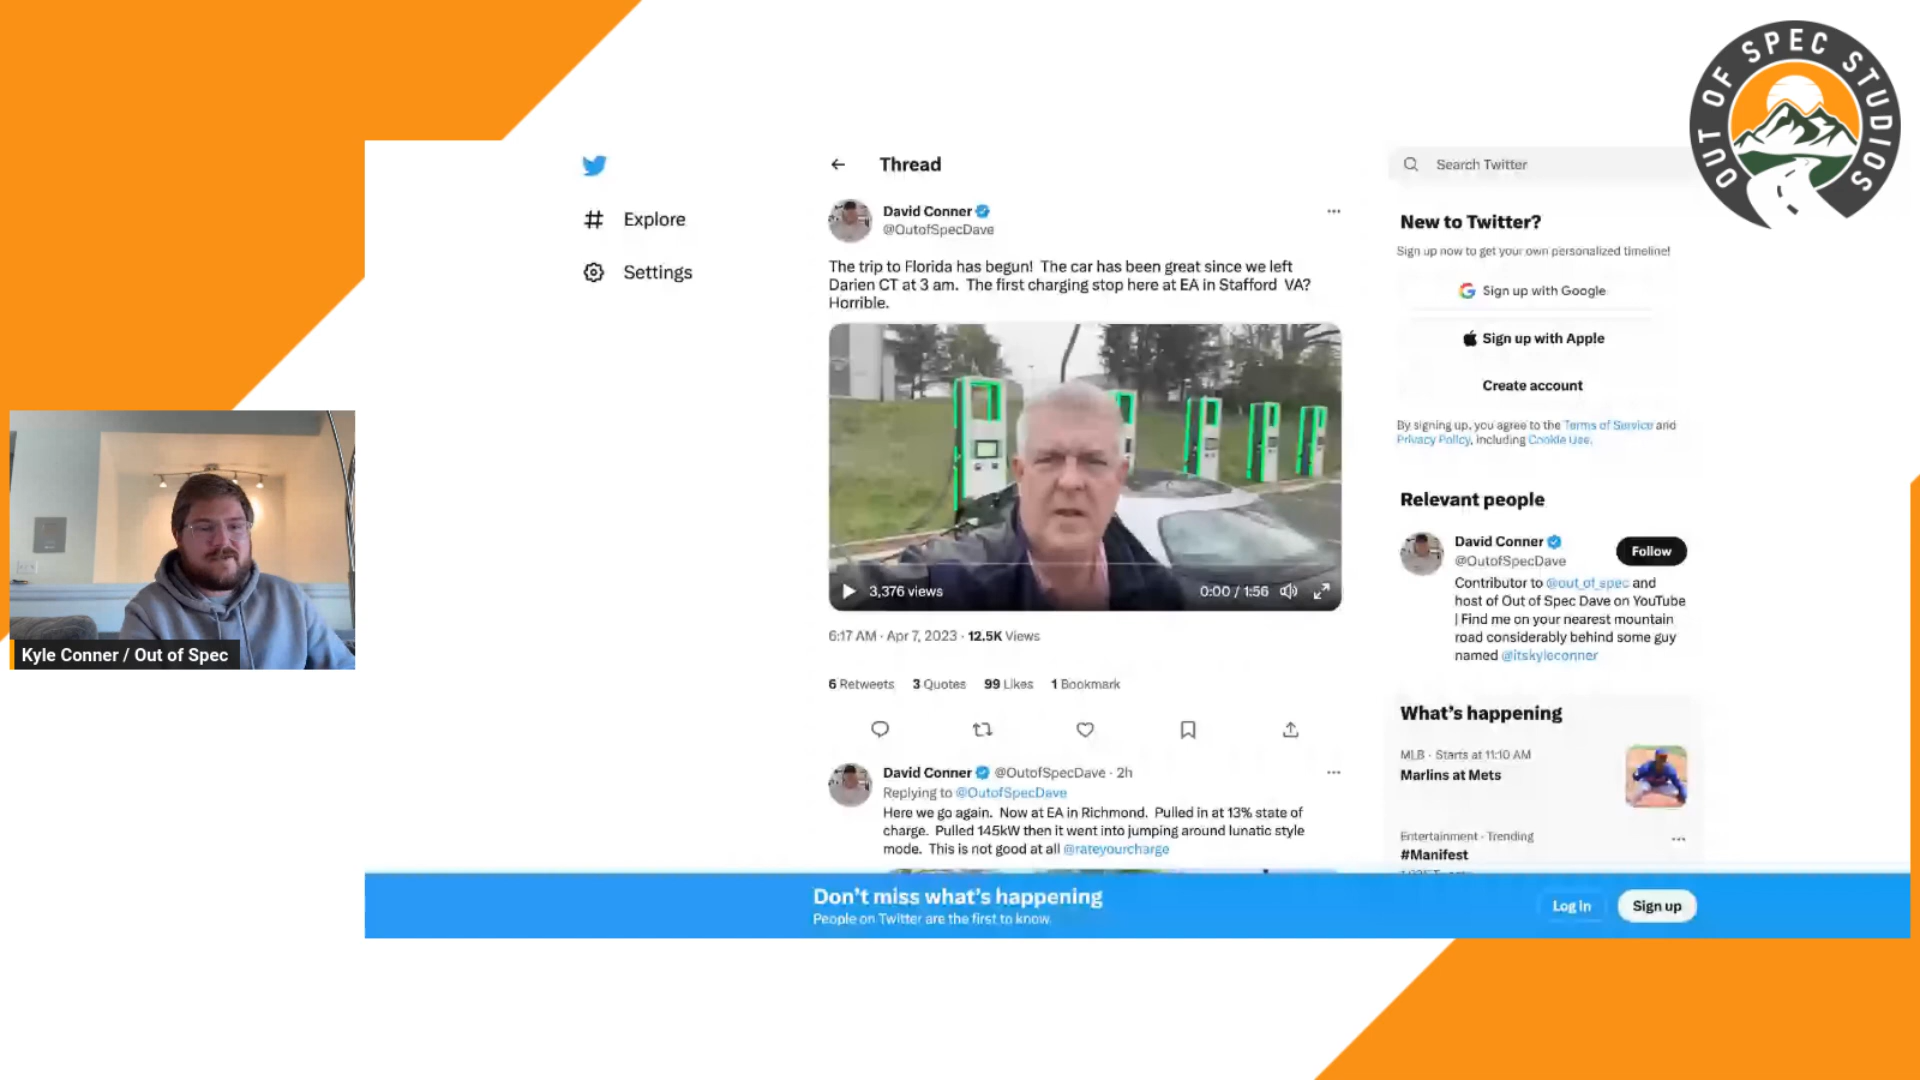 OUT OF SPEC STUDIOS
Thread
Search Twitter
Explore
Settings
David Conner
@OutofSpecDave
The trip to Florida has begun! The car has been great since we left
Darien CT at 3 am. The first charging stop here at EA in Stafford VA?
Horrible.
3,376 views
0:00 / 1:56
6:17 AM · Apr 7, 2023 · 12.5K Views
6 Retweets 3 Quotes 99 Likes 1 Bookmark
David Conner @OutofSpecDave · 2h
Replying to @OutofSpecDave
Here we go again. Now at EA in Richmond. Pulled in at 13% state of
charge. Pulled 145kW then it went into jumping around lunatic style
mode. This is not good at all @rateyourcharge
New to Twitter?
Sign up now to get your own personalized timeline!
Sign up with Google
Sign up with Apple
Create account
By signing up, you agree to the Terms of Service and
Privacy Policy, including Cookie Use.
Relevant people
David Conner
@OutofSpecDave
Follow
Contributor to @out_of_spec and
host of Out of Spec Dave on YouTube
| Find me on your nearest mountain
road considerably behind some guy
named @itskyleconner
What's happening
MLB · Starts at 11:10 AM
Marlins at Mets
Entertainment · Trending
#Manifest
Don't miss what's happening
People on Twitter are the first to know.
Log in
Sign up
Kyle Conner / Out of Spec